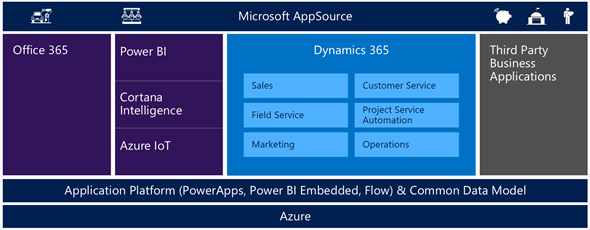 Microsoft AppSource
Office 365
Power BI
Cortana
Intelligence
Azure IoT
Dynamics 365
Sales
Customer Service
Field Service
Project Service
Automation
Marketing
Operations
Third Party
Business
Applications
Application Platform (PowerApps, Power BI Embedded, Flow) & Common Data Model
Azure